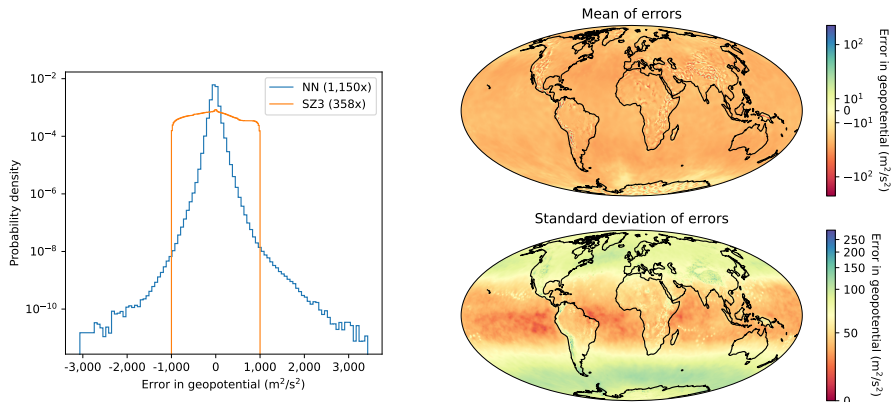 NN (1,150x)
SZ3 (358x)
10⁻²
10⁻⁴
10⁻⁶
10⁻⁸
10⁻¹⁰
Probability density
-3,000 -2,000 -1,000 0 1,000 2,000 3,000
Error in geopotential (m²/s²)
Mean of errors
10²
10¹
0
−10¹
−10²
Error in geopotential (m²/s²)
Standard deviation of errors
250
200
150
100
50
0
Error in geopotential (m²/s²)